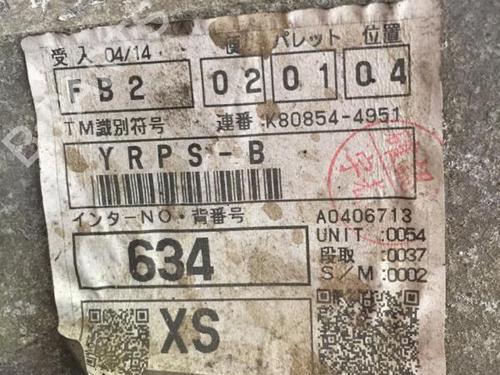 受入 04/14 便 パレット 位置
FB2 02 01 04
TM識別符号 連番:K80854-4951
YRPS-B
インターNO・背番号 A0406713
634 UNIT :0054
段取 :0037
S/M :0002
XS